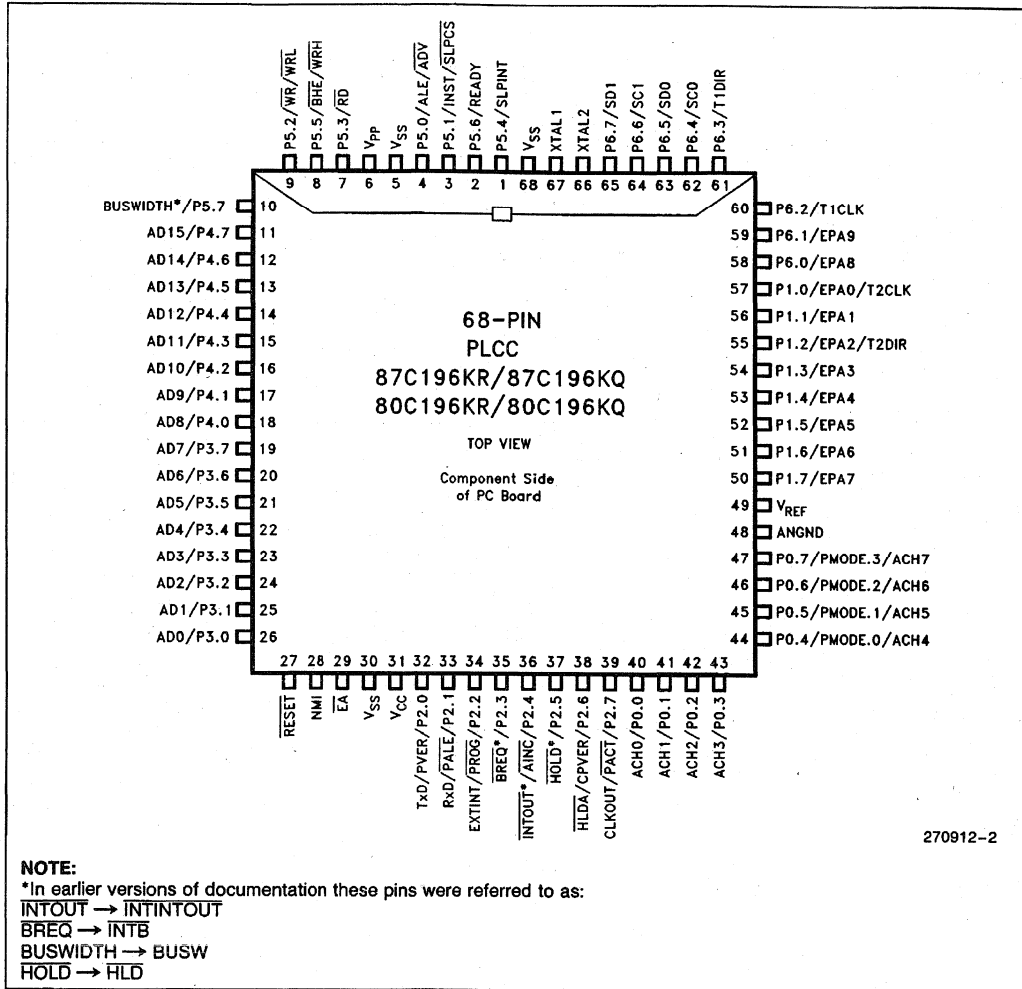 P5.2/WR/WRL
P5.5/BHE/WRH
P5.3/RD
VPP
VSS
P5.0/ALE/ADV
P5.1/INST/SLPCS
P5.6/READY
P5.4/SLPINT
VSS
XTAL1
XTAL2
P6.7/SD1
P6.6/SC1
P6.5/SD0
P6.4/SC0
P6.3/T1DIR
9 8 7 6 5 4 3 2 1 68 67 66 65 64 63 62 61
BUSWIDTH*/P5.7 10
AD15/P4.7 11
AD14/P4.6 12
AD13/P4.5 13
AD12/P4.4 14
AD11/P4.3 15
AD10/P4.2 16
AD9/P4.1 17
AD8/P4.0 18
AD7/P3.7 19
AD6/P3.6 20
AD5/P3.5 21
AD4/P3.4 22
AD3/P3.3 23
AD2/P3.2 24
AD1/P3.1 25
AD0/P3.0 26
68-PIN
PLCC
87C196KR/87C196KQ
80C196KR/80C196KQ
TOP VIEW
Component Side
of PC Board
60 P6.2/T1CLK
59 P6.1/EPA9
58 P6.0/EPA8
57 P1.0/EPA0/T2CLK
56 P1.1/EPA1
55 P1.2/EPA2/T2DIR
54 P1.3/EPA3
53 P1.4/EPA4
52 P1.5/EPA5
51 P1.6/EPA6
50 P1.7/EPA7
49 VREF
48 ANGND
47 P0.7/PMODE.3/ACH7
46 P0.6/PMODE.2/ACH6
45 P0.5/PMODE.1/ACH5
44 P0.4/PMODE.0/ACH4
27 28 29 30 31 32 33 34 35 36 37 38 39 40 41 42 43
RESET
NMI
EA
VSS
VCC
TxD/PVER/P2.0
RxD/PALE/P2.1
EXTINT/PROG/P2.2
BREQ*/P2.3
INTOUT*/AINC/P2.4
HOLD*/P2.5
HLDA/CPVER/P2.6
CLKOUT/PACT/P2.7
ACH0/P0.0
ACH1/P0.1
ACH2/P0.2
ACH3/P0.3
270912-2
NOTE:
*In earlier versions of documentation these pins were referred to as:
INTOUT → INTINTOUT
BREQ → INTB
BUSWIDTH → BUSW
HOLD → HLD